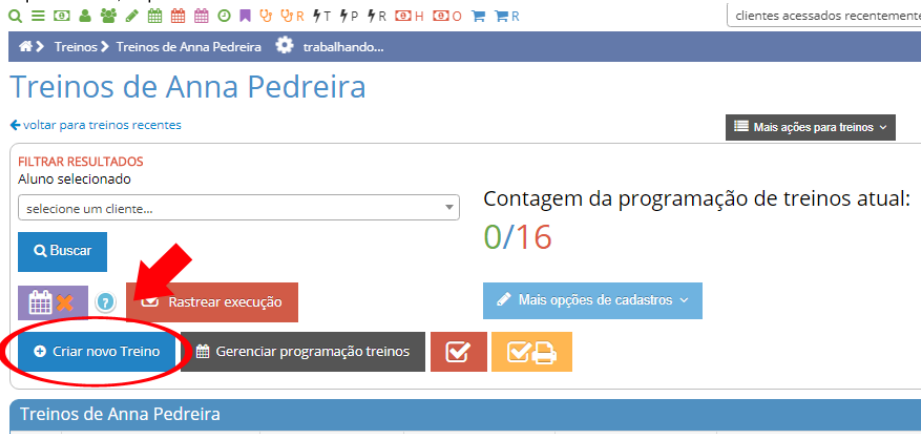 R T P R H O R
clientes acessados recentemente
Treinos Treinos de Anna Pedreira trabalhando...
Treinos de Anna Pedreira
voltar para treinos recentes
Mais ações para treinos
FILTRAR RESULTADOS
Aluno selecionado
selecione um cliente...
Contagem da programação de treinos atual:
0/16
Buscar
? Rastrear execução
Mais opções de cadastros
Criar novo Treino Gerenciar programação treinos
Treinos de Anna Pedreira